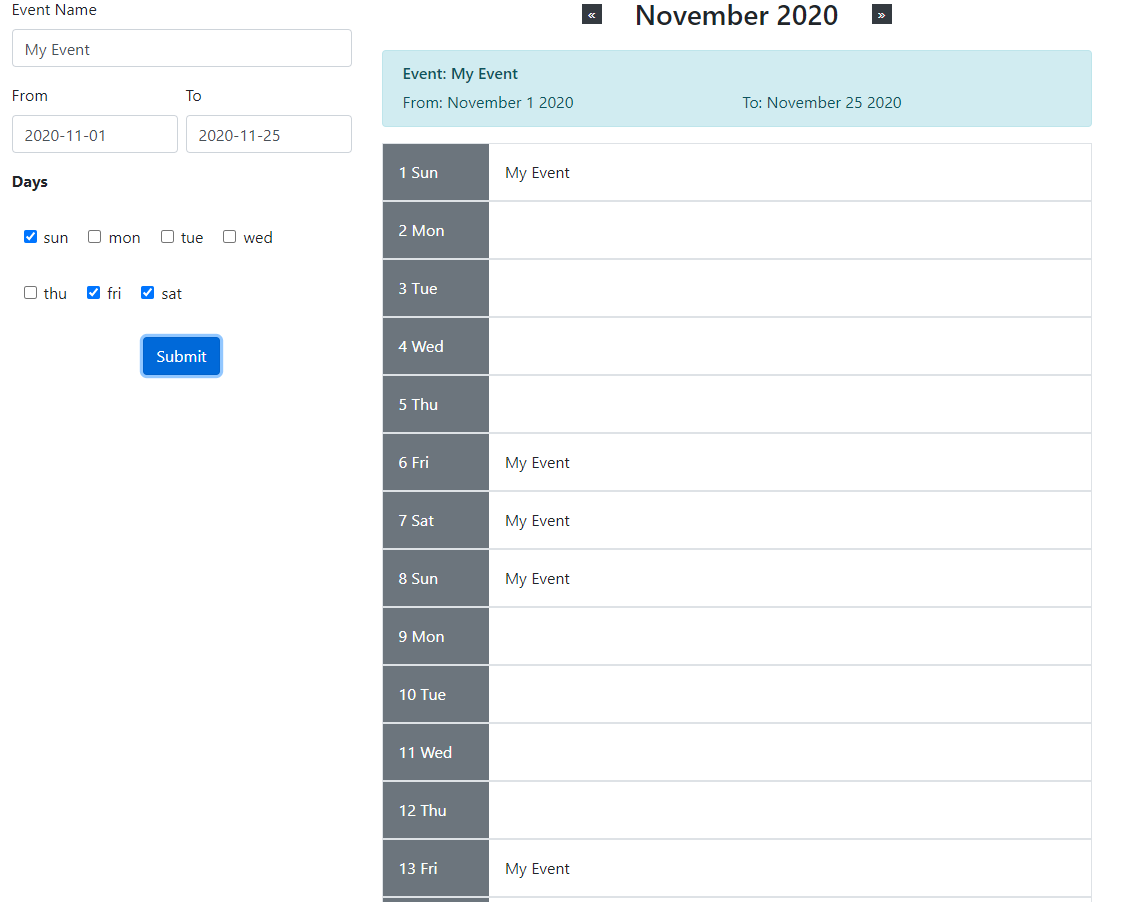 Event Name
My Event
From To
2020-11-01 2020-11-25
Days
sun mon tue wed
thu fri sat
Submit
« November 2020 »
Event: My Event
From: November 1 2020 To: November 25 2020
1 Sun My Event
2 Mon
3 Tue
4 Wed
5 Thu
6 Fri My Event
7 Sat My Event
8 Sun My Event
9 Mon
10 Tue
11 Wed
12 Thu
13 Fri My Event